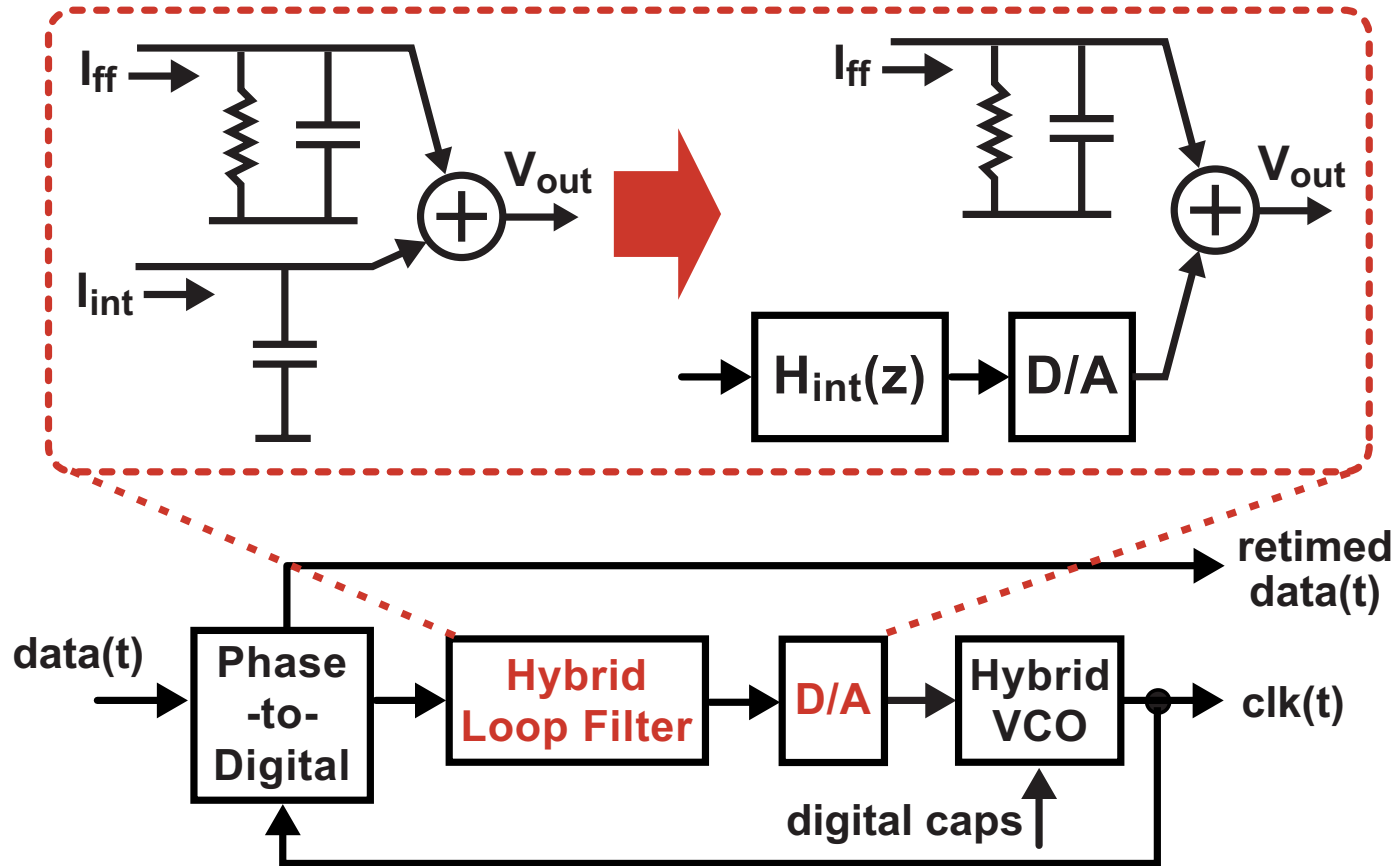 I_ff
V_out
I_int
I_ff
V_out
H_int(z)
D/A
retimed
data(t)
data(t)
Phase
-to-
Digital
Hybrid
Loop Filter
D/A
Hybrid
VCO
clk(t)
digital caps